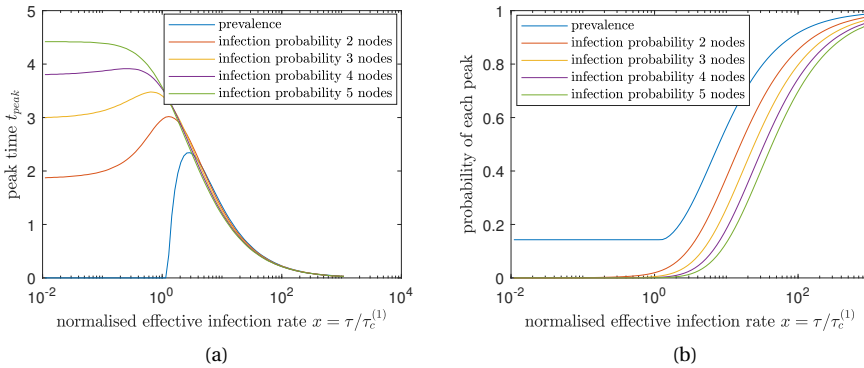 5
4
3
2
1
0
peak time t_{peak}
prevalence
infection probability 2 nodes
infection probability 3 nodes
infection probability 4 nodes
infection probability 5 nodes
10^{-2} 10^{0} 10^{2} 10^{4}
normalised effective infection rate x = τ/τ_c^{(1)}
(a)
1
0.8
0.6
0.4
0.2
0
probability of each peak
prevalence
infection probability 2 nodes
infection probability 3 nodes
infection probability 4 nodes
infection probability 5 nodes
10^{-2} 10^{0} 10^{2}
normalised effective infection rate x = τ/τ_c^{(1)}
(b)